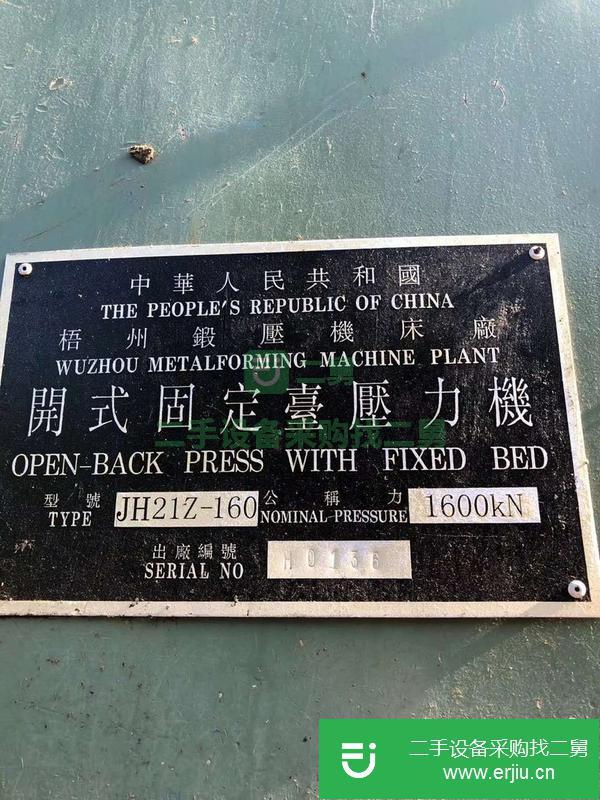 中華人民共和國
THE PEOPLE'S REPUBLIC OF CHINA
梧州鍛壓機床廠
WUZHOU METALFORMING MACHINE PLANT
開式固定臺壓力機
二手设备采购找二舅
OPEN-BACK PRESS WITH FIXED BED
型號 JH21Z-160 公稱力 1600kN
TYPE NOMINAL PRESSURE
出廠編號 H0136
SERIAL NO
二手设备采购找二舅
www.erjiu.cn